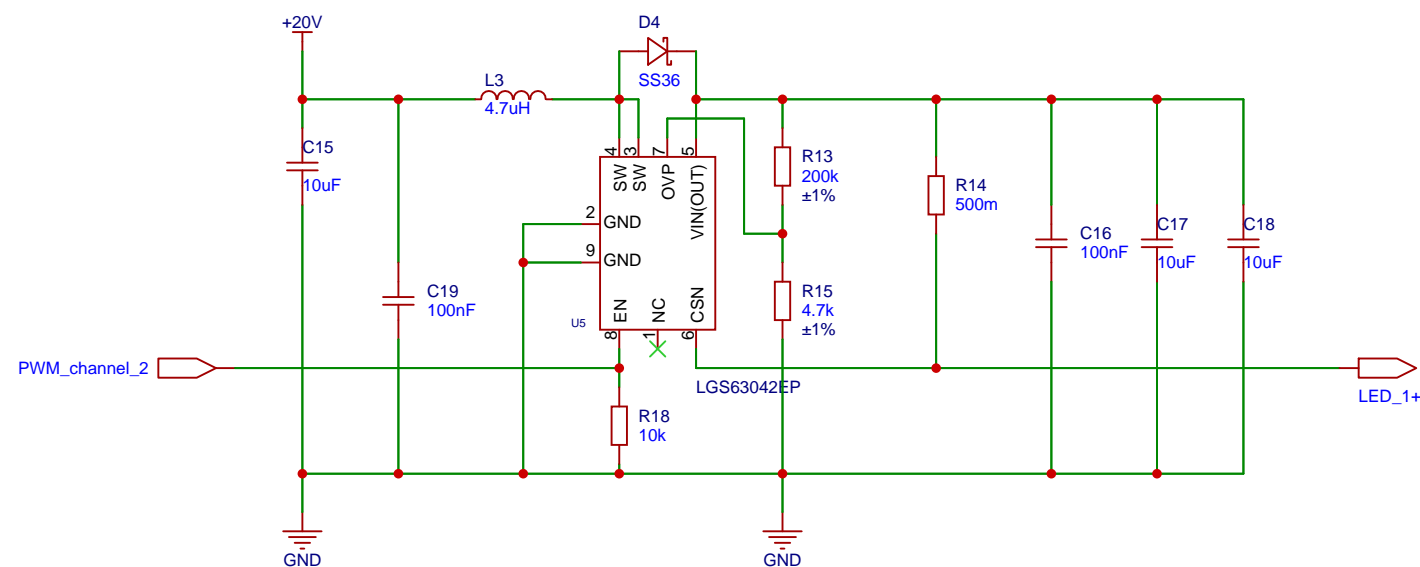 +20V
D4
SS36
L3
4.7uH
C15
10uF
4
3
7
5
SW
SW
OVP
VIN(OUT)
R13
200k
±1%
R14
500m
2
GND
9
GND
C16
100nF
C17
10uF
C18
10uF
C19
100nF
EN
NC
CSN
R15
4.7k
±1%
U5
8
1
6
PWM_channel_2
LGS63042EP
LED_1+
R18
10k
GND
GND